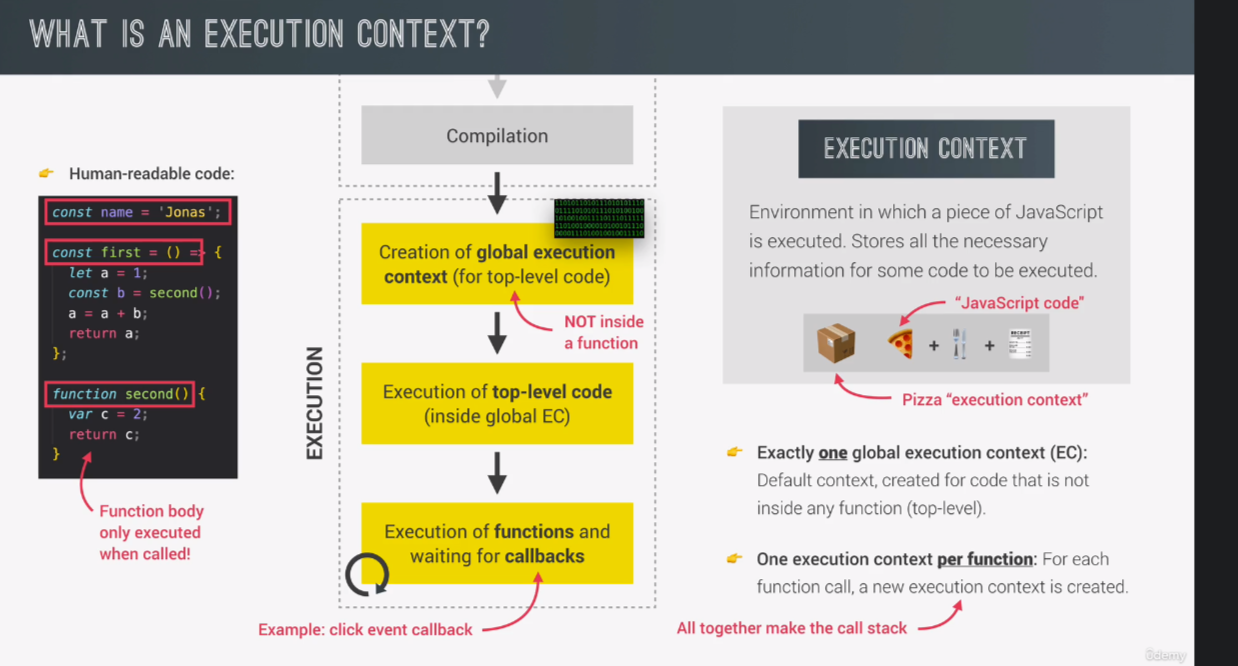 WHAT IS AN EXECUTION CONTEXT?
👉 Human-readable code:
const name = 'Jonas';
const first = () => {
let a = 1;
const b = second();
a = a + b;
return a;
};
function second() {
var c = 2;
return c;
}
Function body
only executed
when called!
EXECUTION
Compilation
Creation of global execution
context (for top-level code)
NOT inside
a function
Execution of top-level code
(inside global EC)
Execution of functions and
waiting for callbacks
Example: click event callback
EXECUTION CONTEXT
Environment in which a piece of JavaScript
is executed. Stores all the necessary
information for some code to be executed.
“JavaScript code”
+ +
RECEIPT
Pizza “execution context”
👉 Exactly one global execution context (EC):
Default context, created for code that is not
inside any function (top-level).
👉 One execution context per function: For each
function call, a new execution context is created.
All together make the call stack
ûdemy